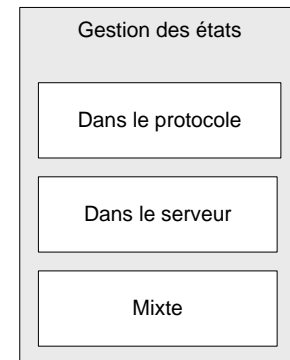 Gestion des états
Dans le protocole
Dans le serveur
Mixte